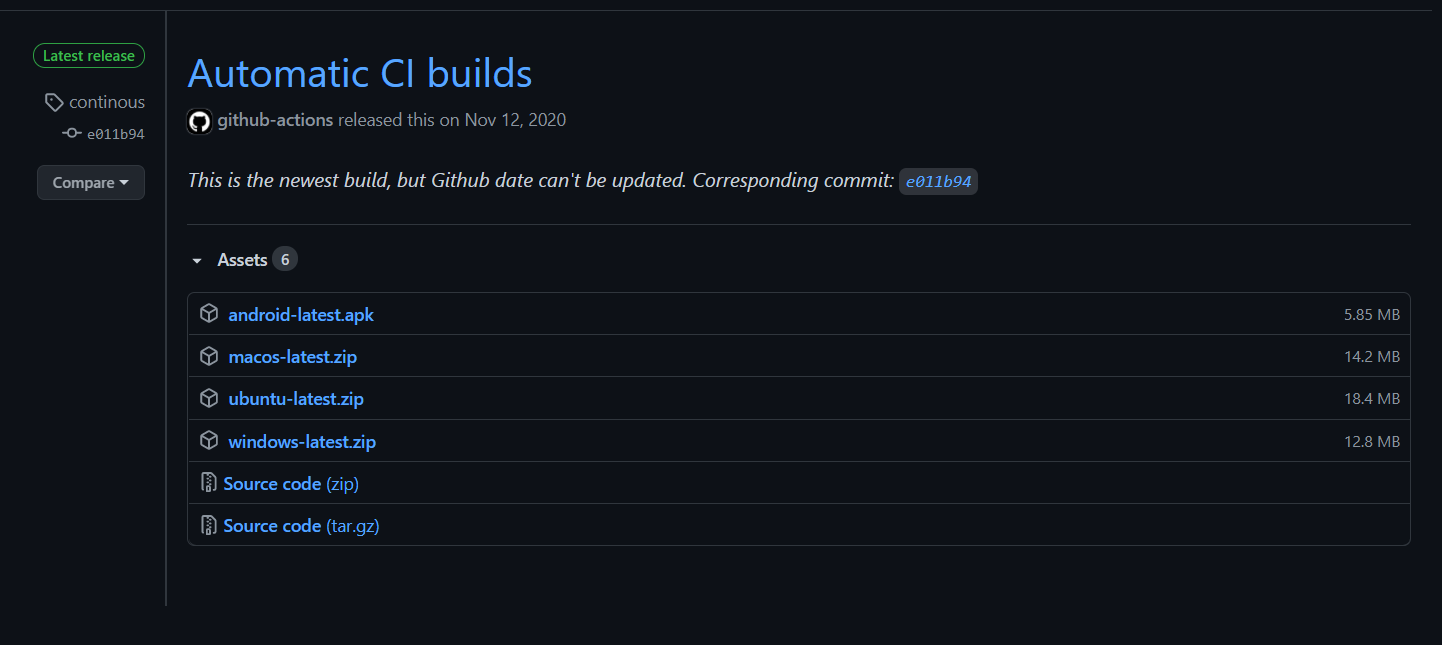 Latest release
continous
e011b94
Compare
Automatic CI builds
github-actions released this on Nov 12, 2020
This is the newest build, but Github date can't be updated. Corresponding commit: e011b94
Assets 6
android-latest.apk 5.85 MB
macos-latest.zip 14.2 MB
ubuntu-latest.zip 18.4 MB
windows-latest.zip 12.8 MB
Source code (zip)
Source code (tar.gz)